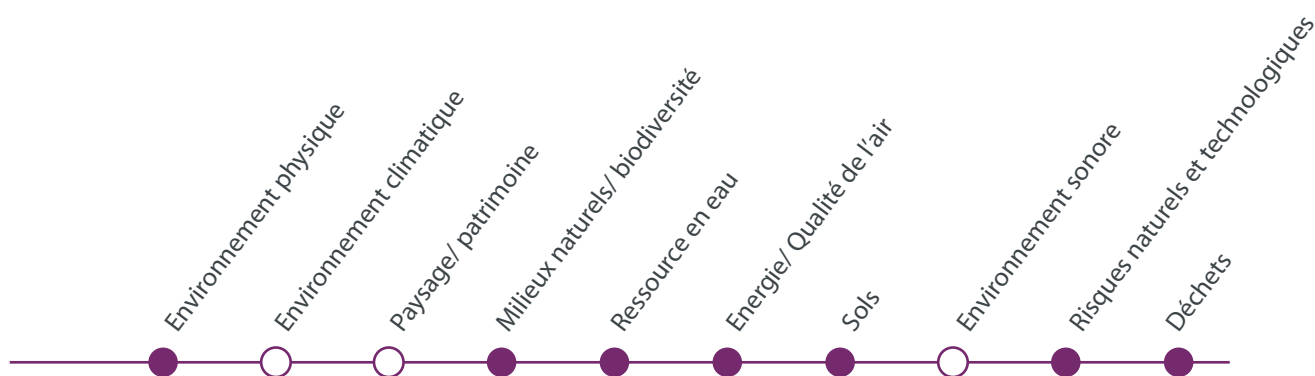 Environnement physique
Environnement climatique
Paysage/ patrimoine
Milieux naturels/ biodiversité
Ressource en eau
Energie/ Qualité de l'air
Sols
Environnement sonore
Risques naturels et technologiques
Déchets